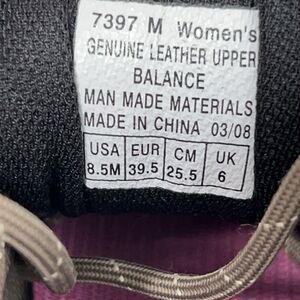 7397 M Women's
GENUINE LEATHER UPPER
BALANCE
MAN MADE MATERIALS
MADE IN CHINA 03/08
USA EUR CM UK
8.5M 39.5 25.5 6